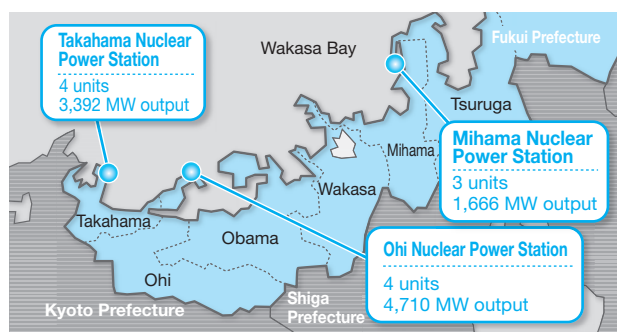 Takahama Nuclear
Power Station
4 units
3,392 MW output
Wakasa Bay
Fukui Prefecture
Tsuruga
Mihama
Mihama Nuclear
Power Station
3 units
1,666 MW output
Wakasa
Takahama
Obama
Ohi
Ohi Nuclear Power Station
4 units
4,710 MW output
Kyoto Prefecture
Shiga
Prefecture